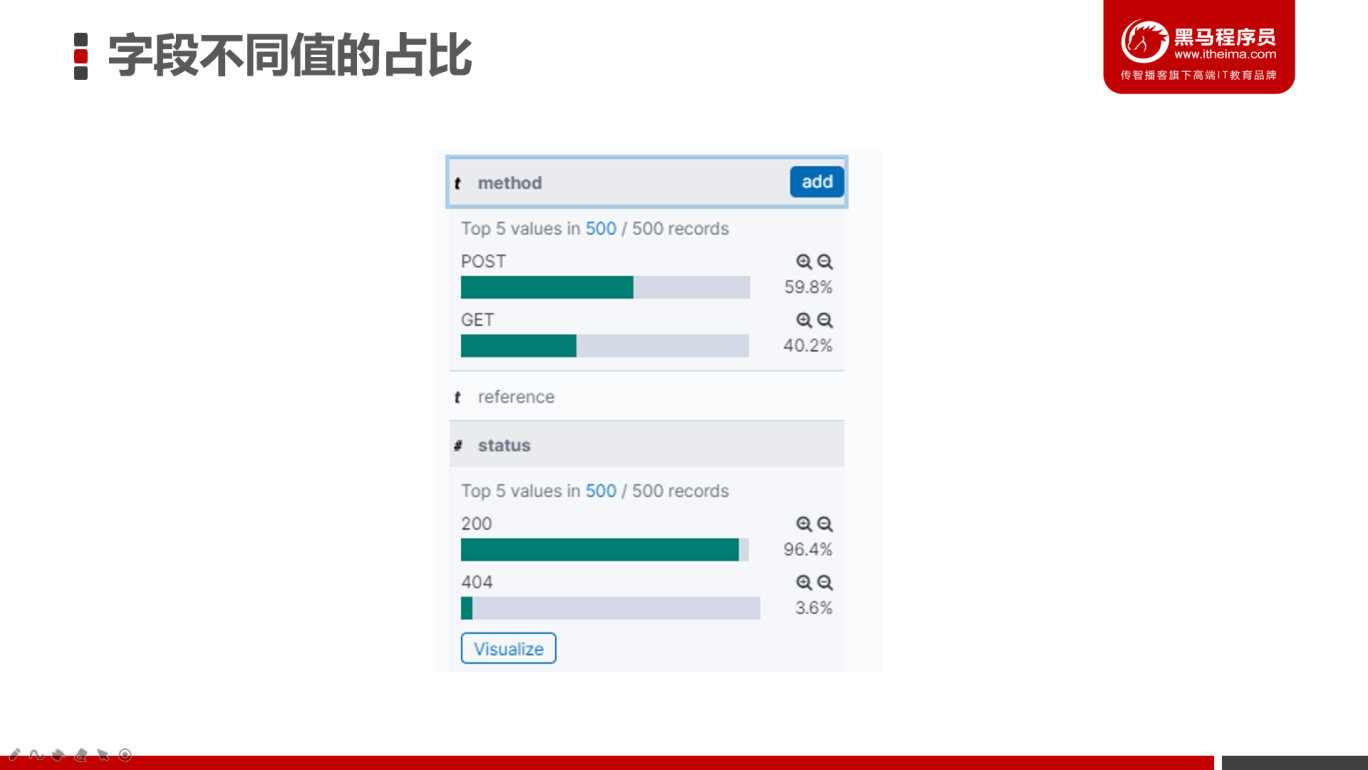 字段不同值的占比
黑马程序员
www.itheima.com
传智播客旗下高端IT教育品牌
t method add
Top 5 values in 500 / 500 records
POST
59.8%
GET
40.2%
t reference
# status
Top 5 values in 500 / 500 records
200
96.4%
404
3.6%
Visualize